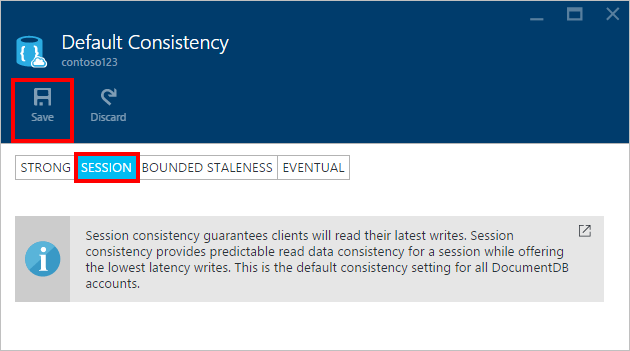 Default Consistency
contoso123
Save Discard
STRONG SESSION BOUNDED STALENESS EVENTUAL
Session consistency guarantees clients will read their latest writes. Session
consistency provides predictable read data consistency for a session while offering
the lowest latency writes. This is the default consistency setting for all DocumentDB
accounts.